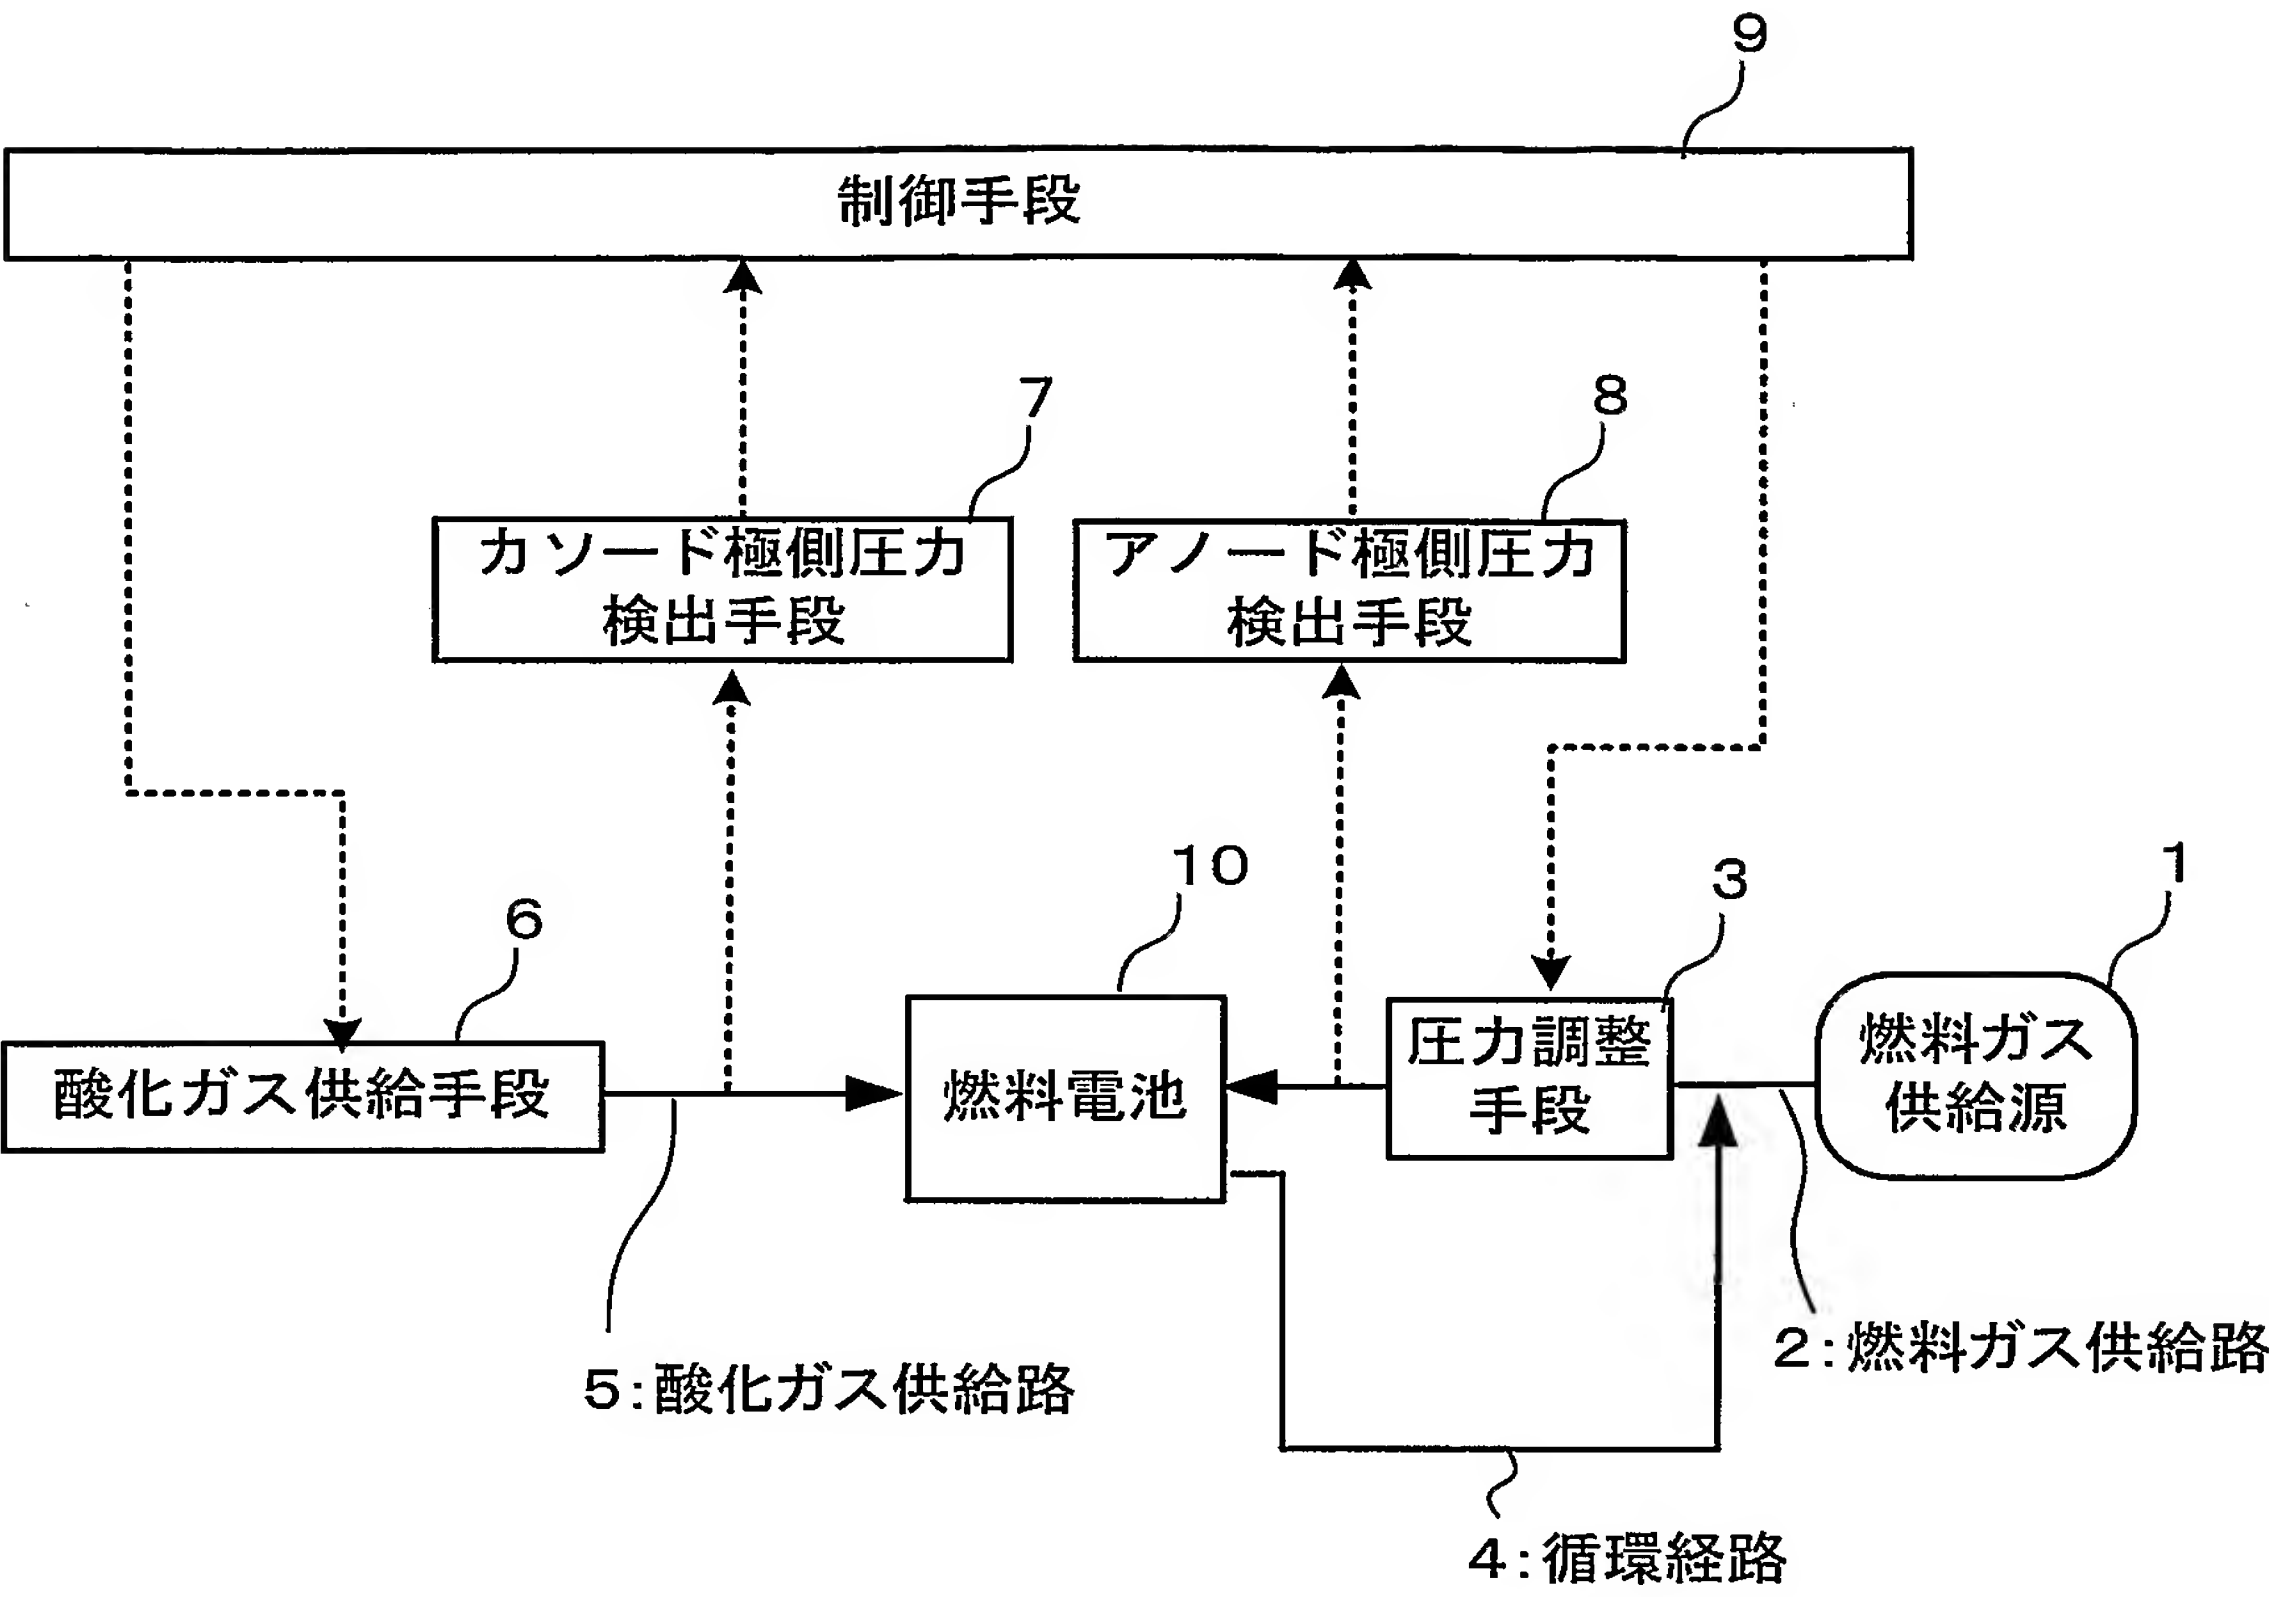 9
制御手段
7
8
カソード極側圧力
検出手段
アノード極側圧力
検出手段
10
3
1
6
酸化ガス供給手段
燃料電池
圧力調整
手段
燃料ガス
供給源
2:燃料ガス供給路
5:酸化ガス供給路
4:循環経路